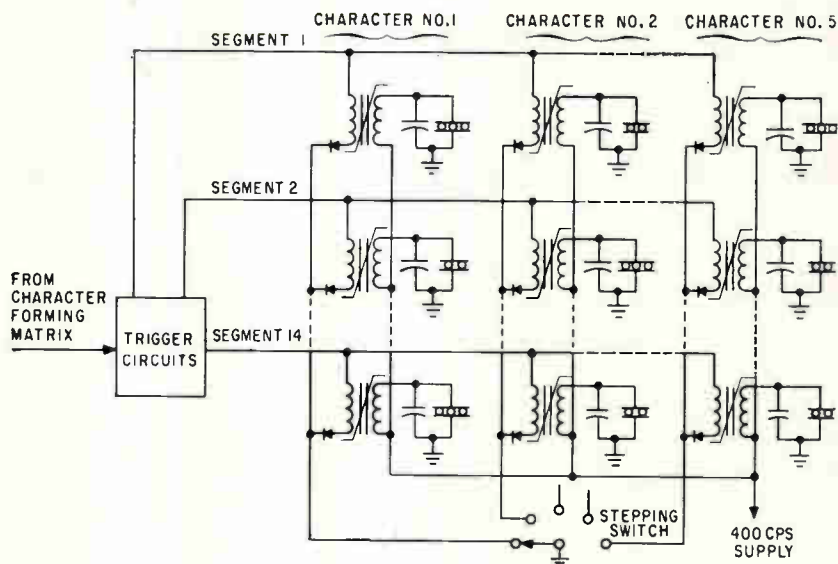 CHARACTER NO.1
CHARACTER NO.2
CHARACTER NO.5
SEGMENT 1
SEGMENT 2
FROM
CHARACTER
FORMING
MATRIX
TRIGGER
CIRCUITS
SEGMENT 14
STEPPING
SWITCH
400 CPS
SUPPLY